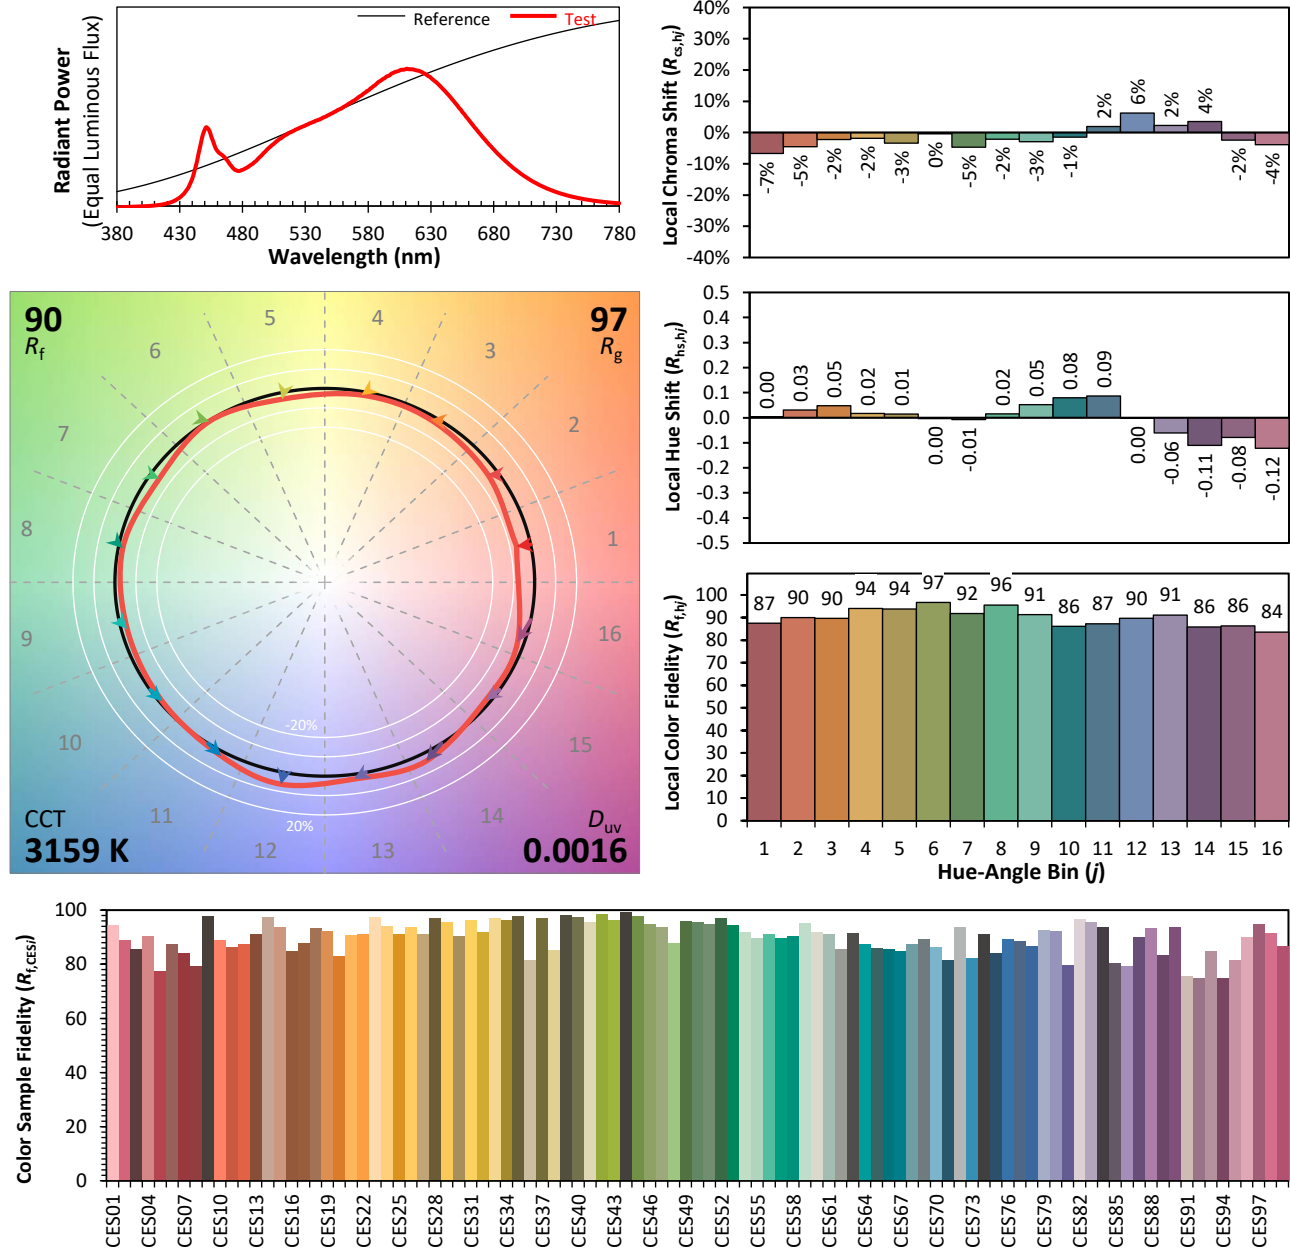 Reference Test
Radiant Power
(Equal Luminous Flux)
380 430 480 530 580 630 680 730 780
Wavelength (nm)
Local Chroma Shift (Rcs,hj)
40%
30%
20%
10%
0%
-10%
-20%
-30%
-40%
-7% -5% -2% -2% -3% 0% -5% -2% -3% -1% 2% 6% 2% 4% -2% -4%
90
Rf
97
Rg
1 2 3 4 5 6 7 8 9 10 11 12 13 14 15 16
-20%
20%
CCT
3159 K
Duv
0.0016
Local Hue Shift (Rhs,hj)
0.5
0.4
0.3
0.2
0.1
0.0
-0.1
-0.2
-0.3
-0.4
-0.5
0.00 0.03 0.05 0.02 0.01 0.00 -0.01 0.02 0.05 0.08 0.09 0.00 -0.06 -0.11 -0.08 -0.12
Local Color Fidelity (Rf,hj)
100
90
80
70
60
50
40
30
20
10
0
87 90 90 94 94 97 92 96 91 86 87 90 91 86 86 84
1 2 3 4 5 6 7 8 9 10 11 12 13 14 15 16
Hue-Angle Bin (j)
Color Sample Fidelity (Rf,CESi)
100
80
60
40
20
0
CES01 CES04 CES07 CES10 CES13 CES16 CES19 CES22 CES25 CES28 CES31 CES34 CES37 CES40 CES43 CES46 CES49 CES52 CES55 CES58 CES61 CES64 CES67 CES70 CES73 CES76 CES79 CES82 CES85 CES88 CES91 CES94 CES97